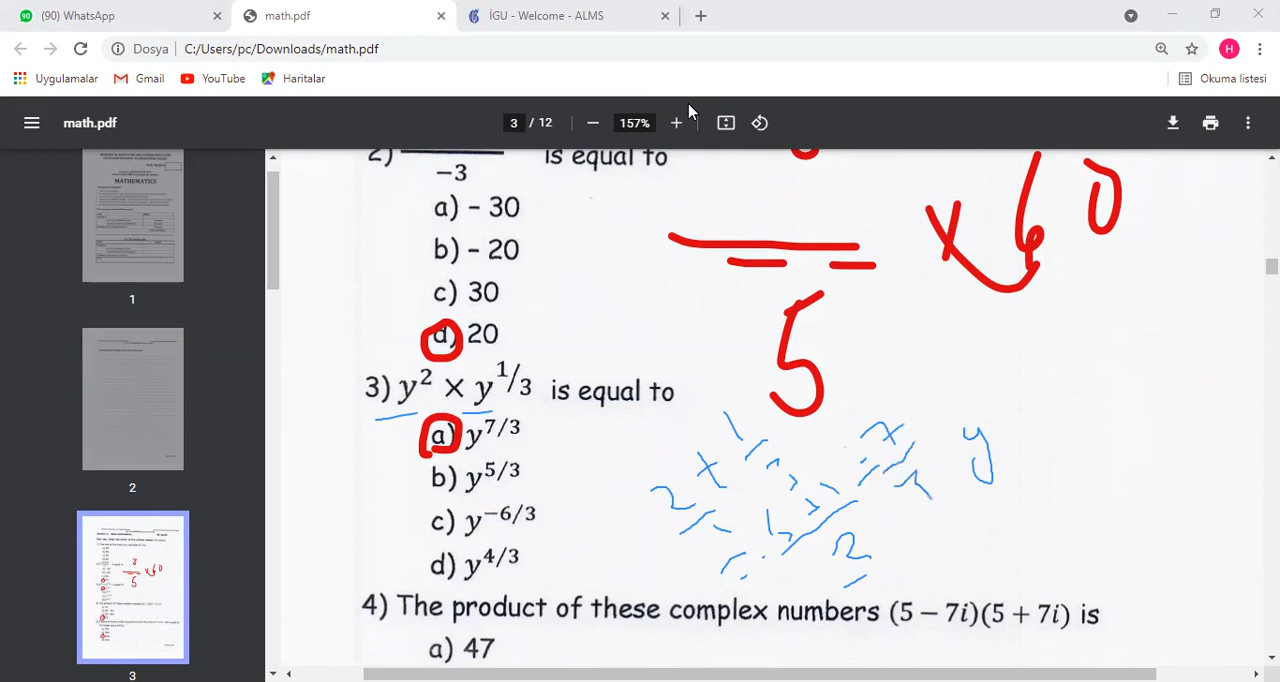 (90) WhatsApp
math.pdf
İGU - Welcome - ALMS
Dosya | C:/Users/pc/Downloads/math.pdf
H
Uygulamalar
Gmail
YouTube
Haritalar
Okuma listesi
math.pdf
3 / 12
157%
MATHEMATICS
1
2
3
2) ―― is equal to
-3
a) - 30
b) - 20
c) 30
d) 20
x 60
5
3) y² × y^1/3 is equal to
a) y^7/3
b) y^5/3
c) y^-6/3
d) y^4/3
y
4) The product of these complex numbers (5 – 7i)(5 + 7i) is
a) 47